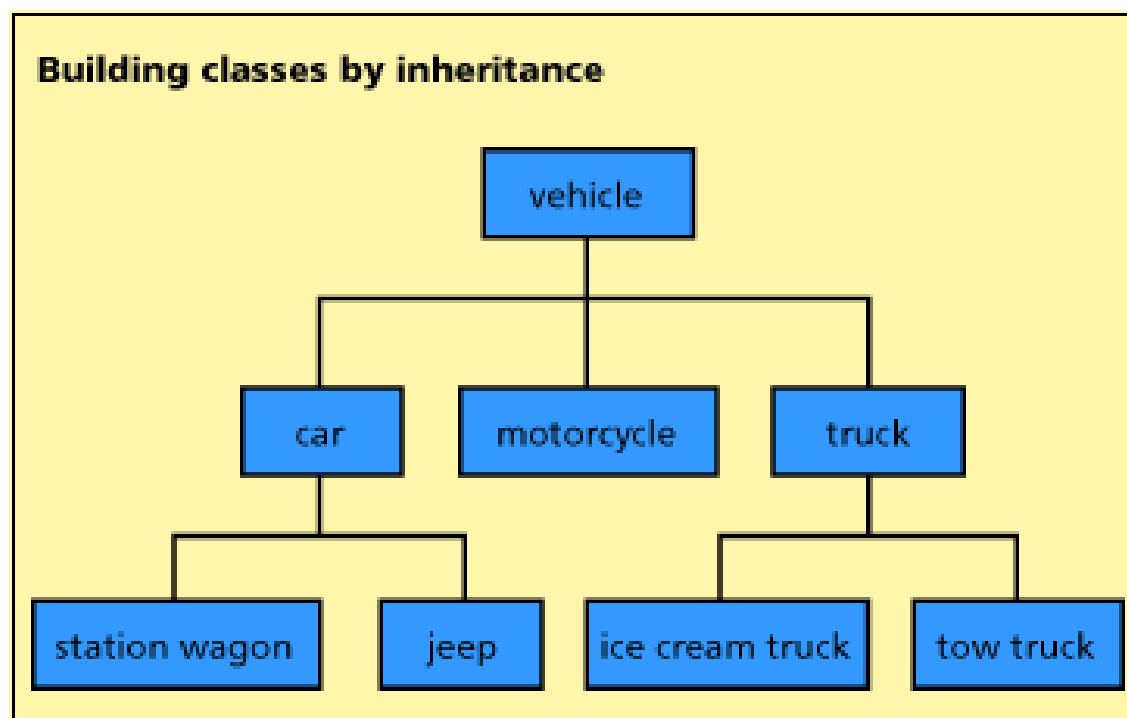 Building classes by inheritance
vehicle
car
motorcycle
truck
station wagon
jeep
ice cream truck
tow truck